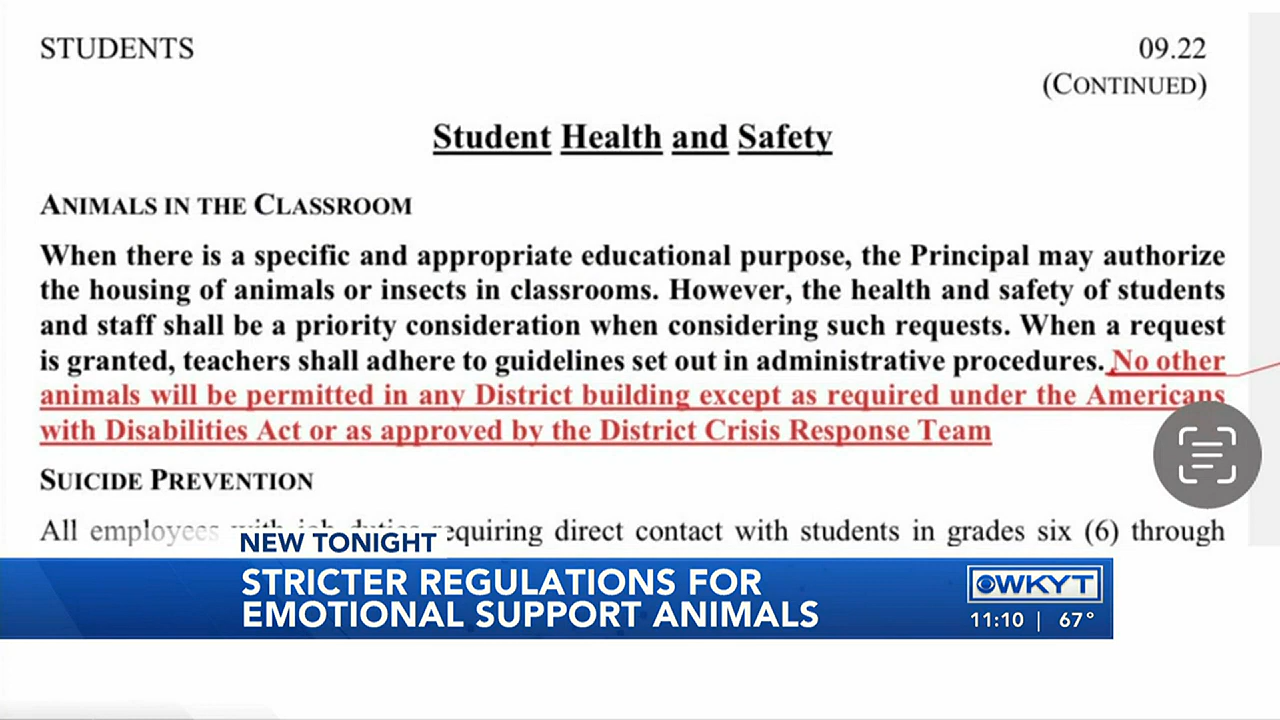 STUDENTS
09.22
(CONTINUED)
Student Health and Safety
ANIMALS IN THE CLASSROOM
When there is a specific and appropriate educational purpose, the Principal may authorize
the housing of animals or insects in classrooms. However, the health and safety of students
and staff shall be a priority consideration when considering such requests. When a request
is granted, teachers shall adhere to guidelines set out in administrative procedures. No other
animals will be permitted in any District building except as required under the Americans
with Disabilities Act or as approved by the District Crisis Response Team
SUICIDE PREVENTION
All employees with job duties requiring direct contact with students in grades six (6) through
NEW TONIGHT
STRICTER REGULATIONS FOR
EMOTIONAL SUPPORT ANIMALS
WKYT
11:10 | 67°